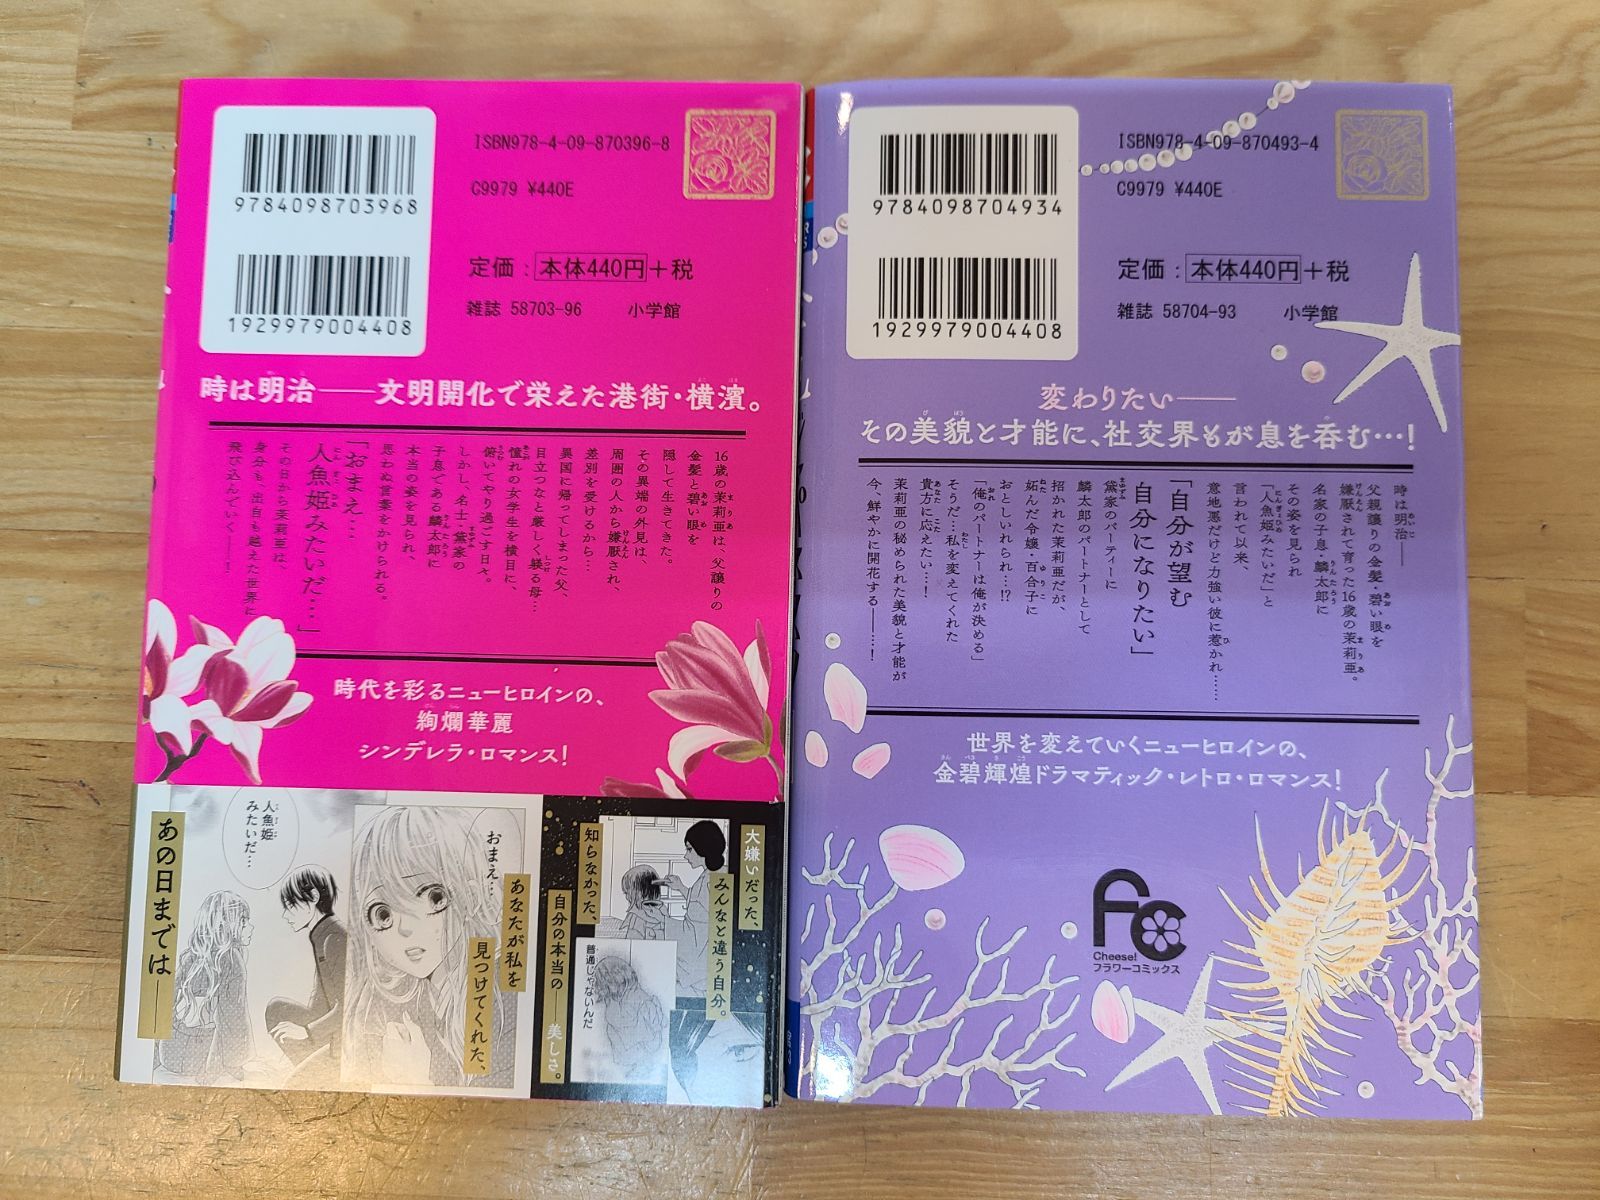 9784098703968
1929979004408
ISBN978-4-09-870396-8
C9979 ¥440E
定価：本体440円＋税
雑誌 58703-96 小学館
時は明治――文明開化で栄えた港街・横濱。
16歳の茉莉亜は、父譲りの
金髪と碧い眼を
隠して生きてきた。
その異端の外見は、
周囲の人から嫌厭され、
差別を受けるから…
異国に帰ってしまった父、
目立つなと厳しく躾る母…
憧れの女学生を横目に、
俯いてやり過ごす日々。
しかし、名士・黛家の
子息である麟太郎に
本当の姿を見られ、
思わぬ言葉をかけられる。
「おまえ…
人魚姫みたいだ…」
その日から茉莉亜は、
身分も、出自も越えた世界に
飛び込んでいく――！
時代を彩るニューヒロインの、
絢爛華麗
シンデレラ・ロマンス！
大嫌いだった、
みんなと違う自分。
知らなかった、
自分の本当の――美しさ。
普通じゃないんだ
おまえ…
あなたが私を
見つけてくれた、
人魚姫
みたいだ…
あの日までは――
9784098704934
1929979004408
ISBN978-4-09-870493-4
C9979 ¥440E
定価：本体440円＋税
雑誌 58704-93 小学館
変わりたい――
その美貌と才能に、社交界もが息を呑む…！
時は明治――
父親譲りの金髪・碧い眼を
嫌厭されて育った16歳の茉莉亜。
名家の子息・麟太郎に
その姿を見られ
「人魚姫みたいだ」と
言われて以来、
意地悪だけど力強い彼に惹かれ……
「自分が望む
自分になりたい」
黛家のパーティーに
麟太郎のパートナーとして
招かれた茉莉亜だが、
妬んだ令嬢・百合子に
おとしいれられ…!?
「俺のパートナーは俺が決める」
そうだ…私を変えてくれた
貴方に応えたい…！
茉莉亜の秘められた美貌と才能が
今、鮮やかに開花する――…！
世界を変えていくニューヒロインの、
金碧輝煌ドラマティック・レトロ・ロマンス！
FC
Cheese!
フラワーコミックス